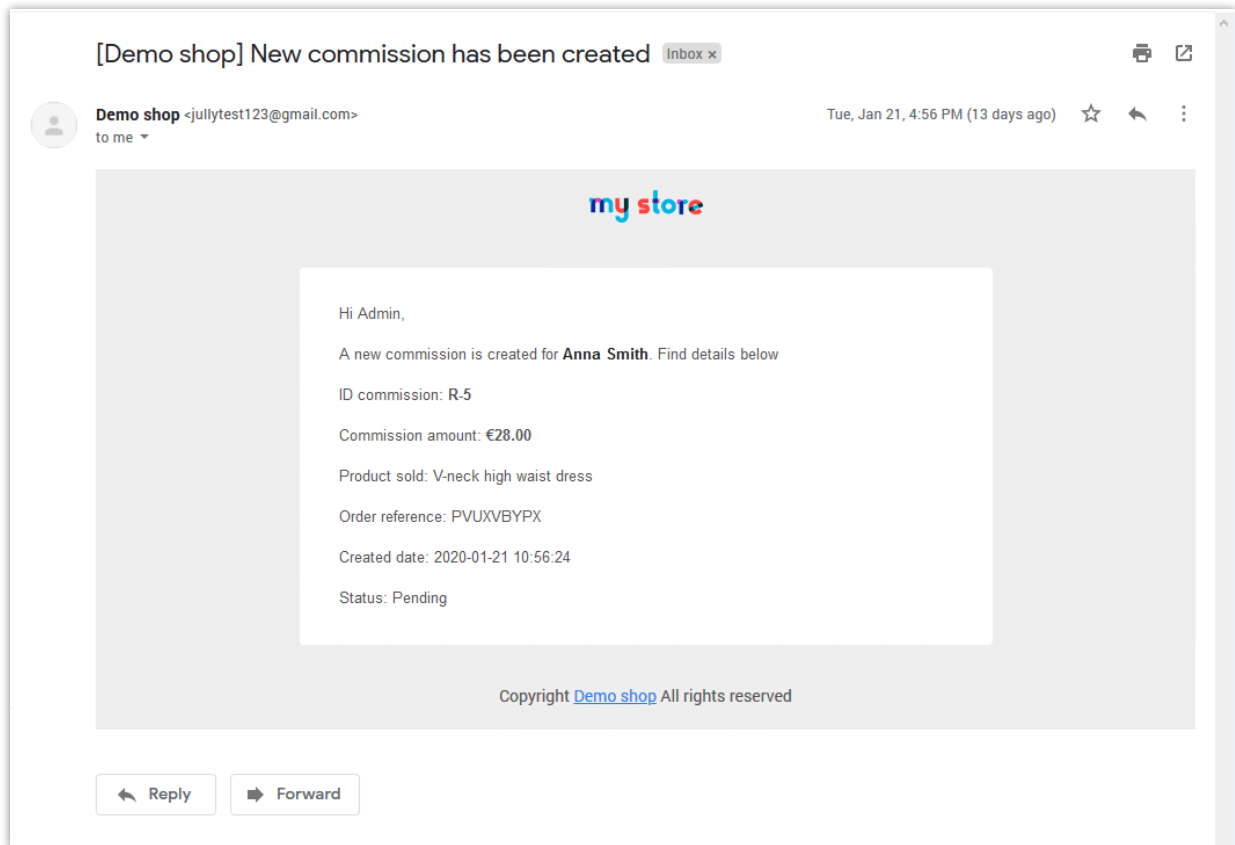 [Demo shop] New commission has been created Inbox x
Demo shop <jullytest123@gmail.com> Tue, Jan 21, 4:56 PM (13 days ago)
to me
my store
Hi Admin,
A new commission is created for Anna Smith. Find details below
ID commission: R-5
Commission amount: €28.00
Product sold: V-neck high waist dress
Order reference: PVUXVBYPX
Created date: 2020-01-21 10:56:24
Status: Pending
Copyright Demo shop All rights reserved
Reply Forward